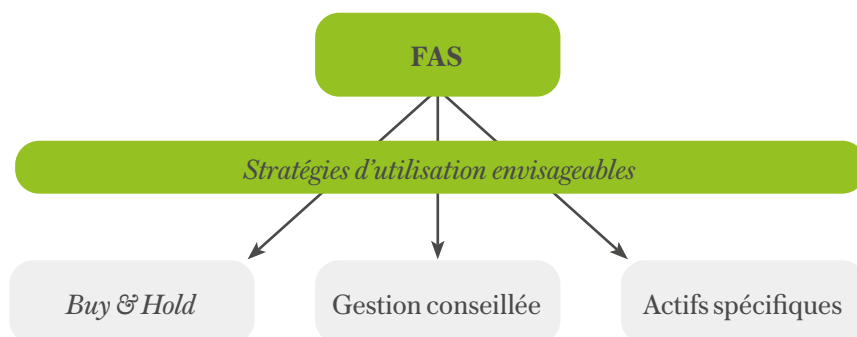 FAS
Stratégies d’utilisation envisageables
Buy & Hold
Gestion conseillée
Actifs spécifiques